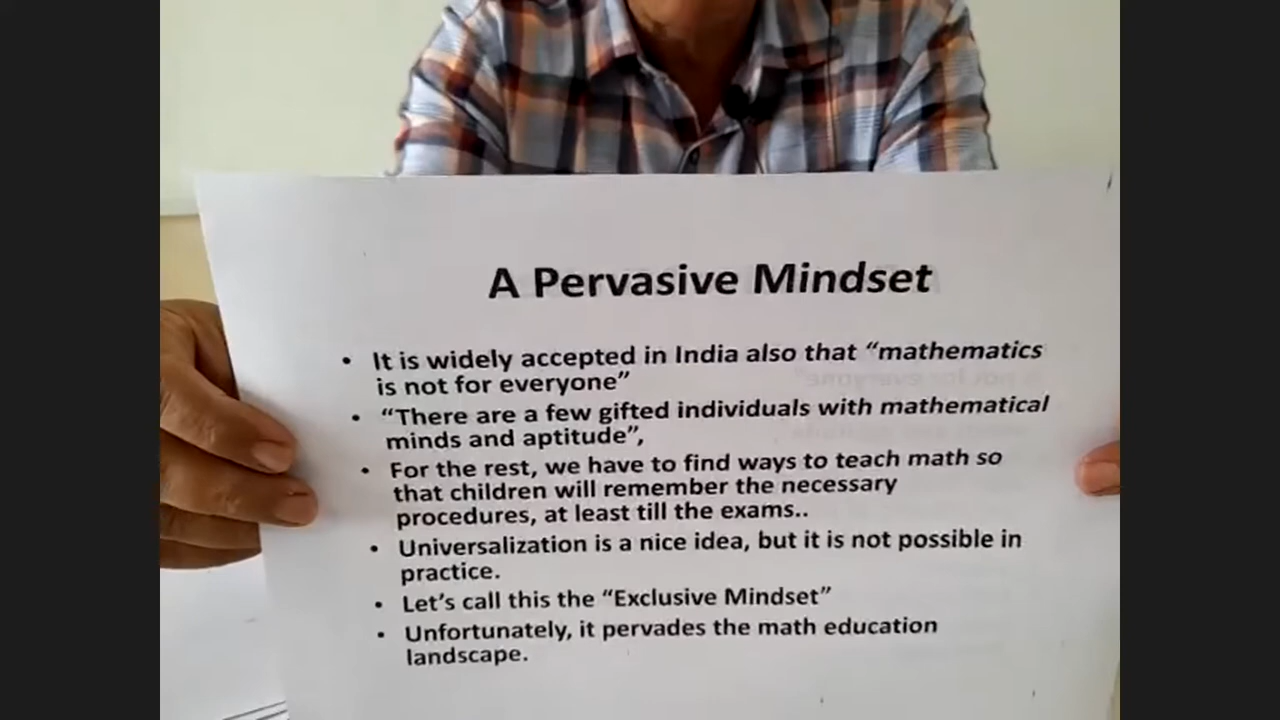 A Pervasive Mindset
• It is widely accepted in India also that “mathematics
is not for everyone”
• “There are a few gifted individuals with mathematical
minds and aptitude”,
• For the rest, we have to find ways to teach math so
that children will remember the necessary
procedures, at least till the exams..
• Universalization is a nice idea, but it is not possible in
practice.
• Let’s call this the “Exclusive Mindset”
• Unfortunately, it pervades the math education
landscape.